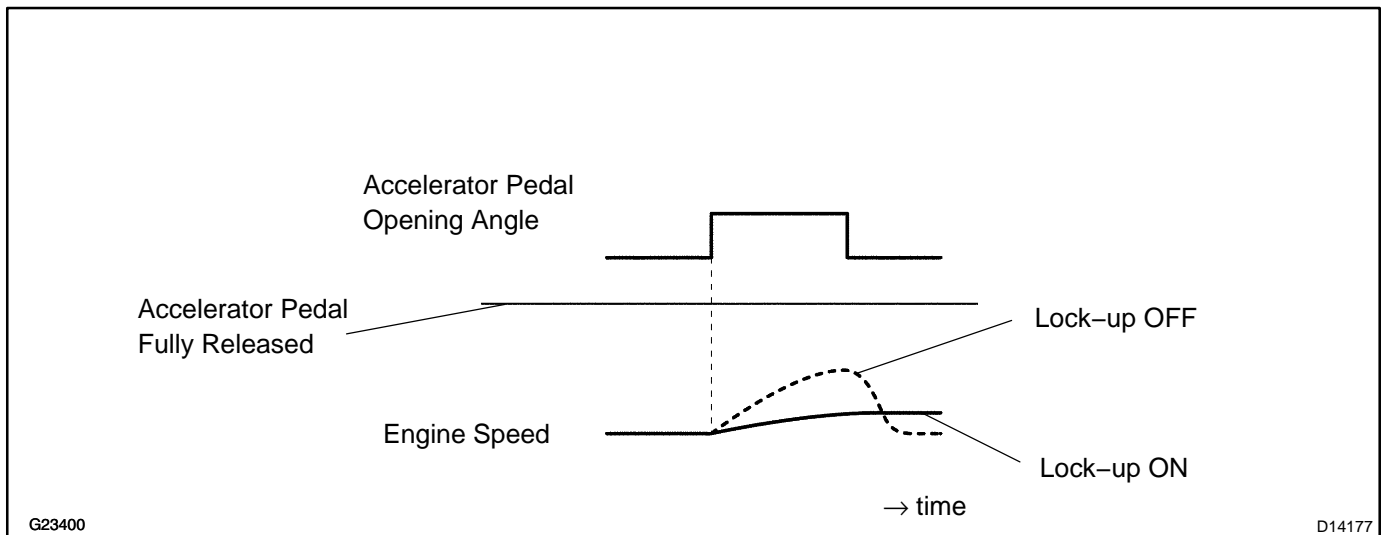 Accelerator Pedal
Opening Angle
Accelerator Pedal
Fully Released
Lock−up OFF
Engine Speed
Lock−up ON
→ time
G23400
D14177